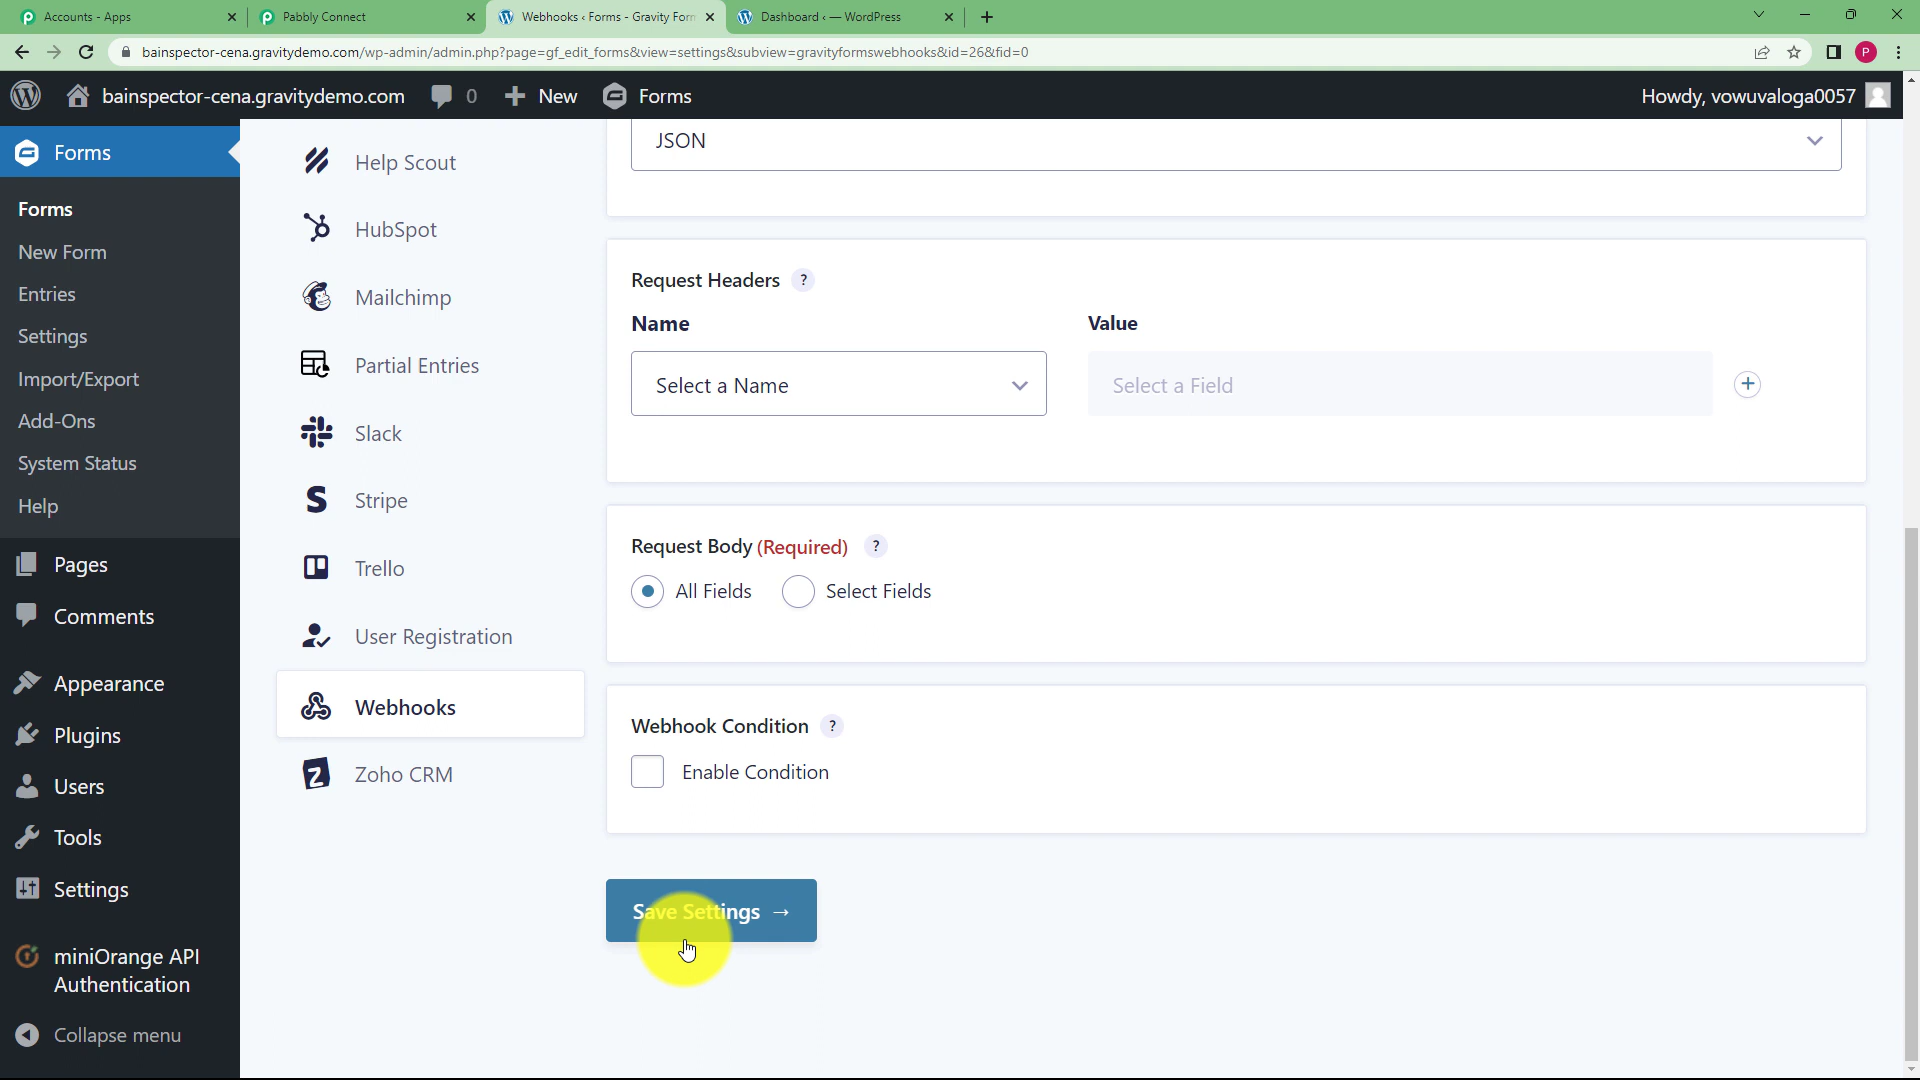 Accounts - Apps
Pabbly Connect
Webhooks ‹ Forms - Gravity Forn
Dashboard ‹ — WordPress
bainspector-cena.gravitydemo.com/wp-admin/admin.php?page=gf_edit_forms&view=settings&subview=gravityformswebhooks&id=26&fid=0
P
bainspector-cena.gravitydemo.com
0
New
Forms
Howdy, vowuvaloga0057
Forms
Forms
New Form
Entries
Settings
Import/Export
Add-Ons
System Status
Help
Pages
Comments
Appearance
Plugins
Users
Tools
Settings
miniOrange API
Authentication
Collapse menu
Help Scout
HubSpot
Mailchimp
Partial Entries
Slack
Stripe
Trello
User Registration
Webhooks
Zoho CRM
JSON
Request Headers ?
Name
Value
Select a Name
Select a Field
Request Body (Required) ?
All Fields
Select Fields
Webhook Condition ?
Enable Condition
Save Settings →